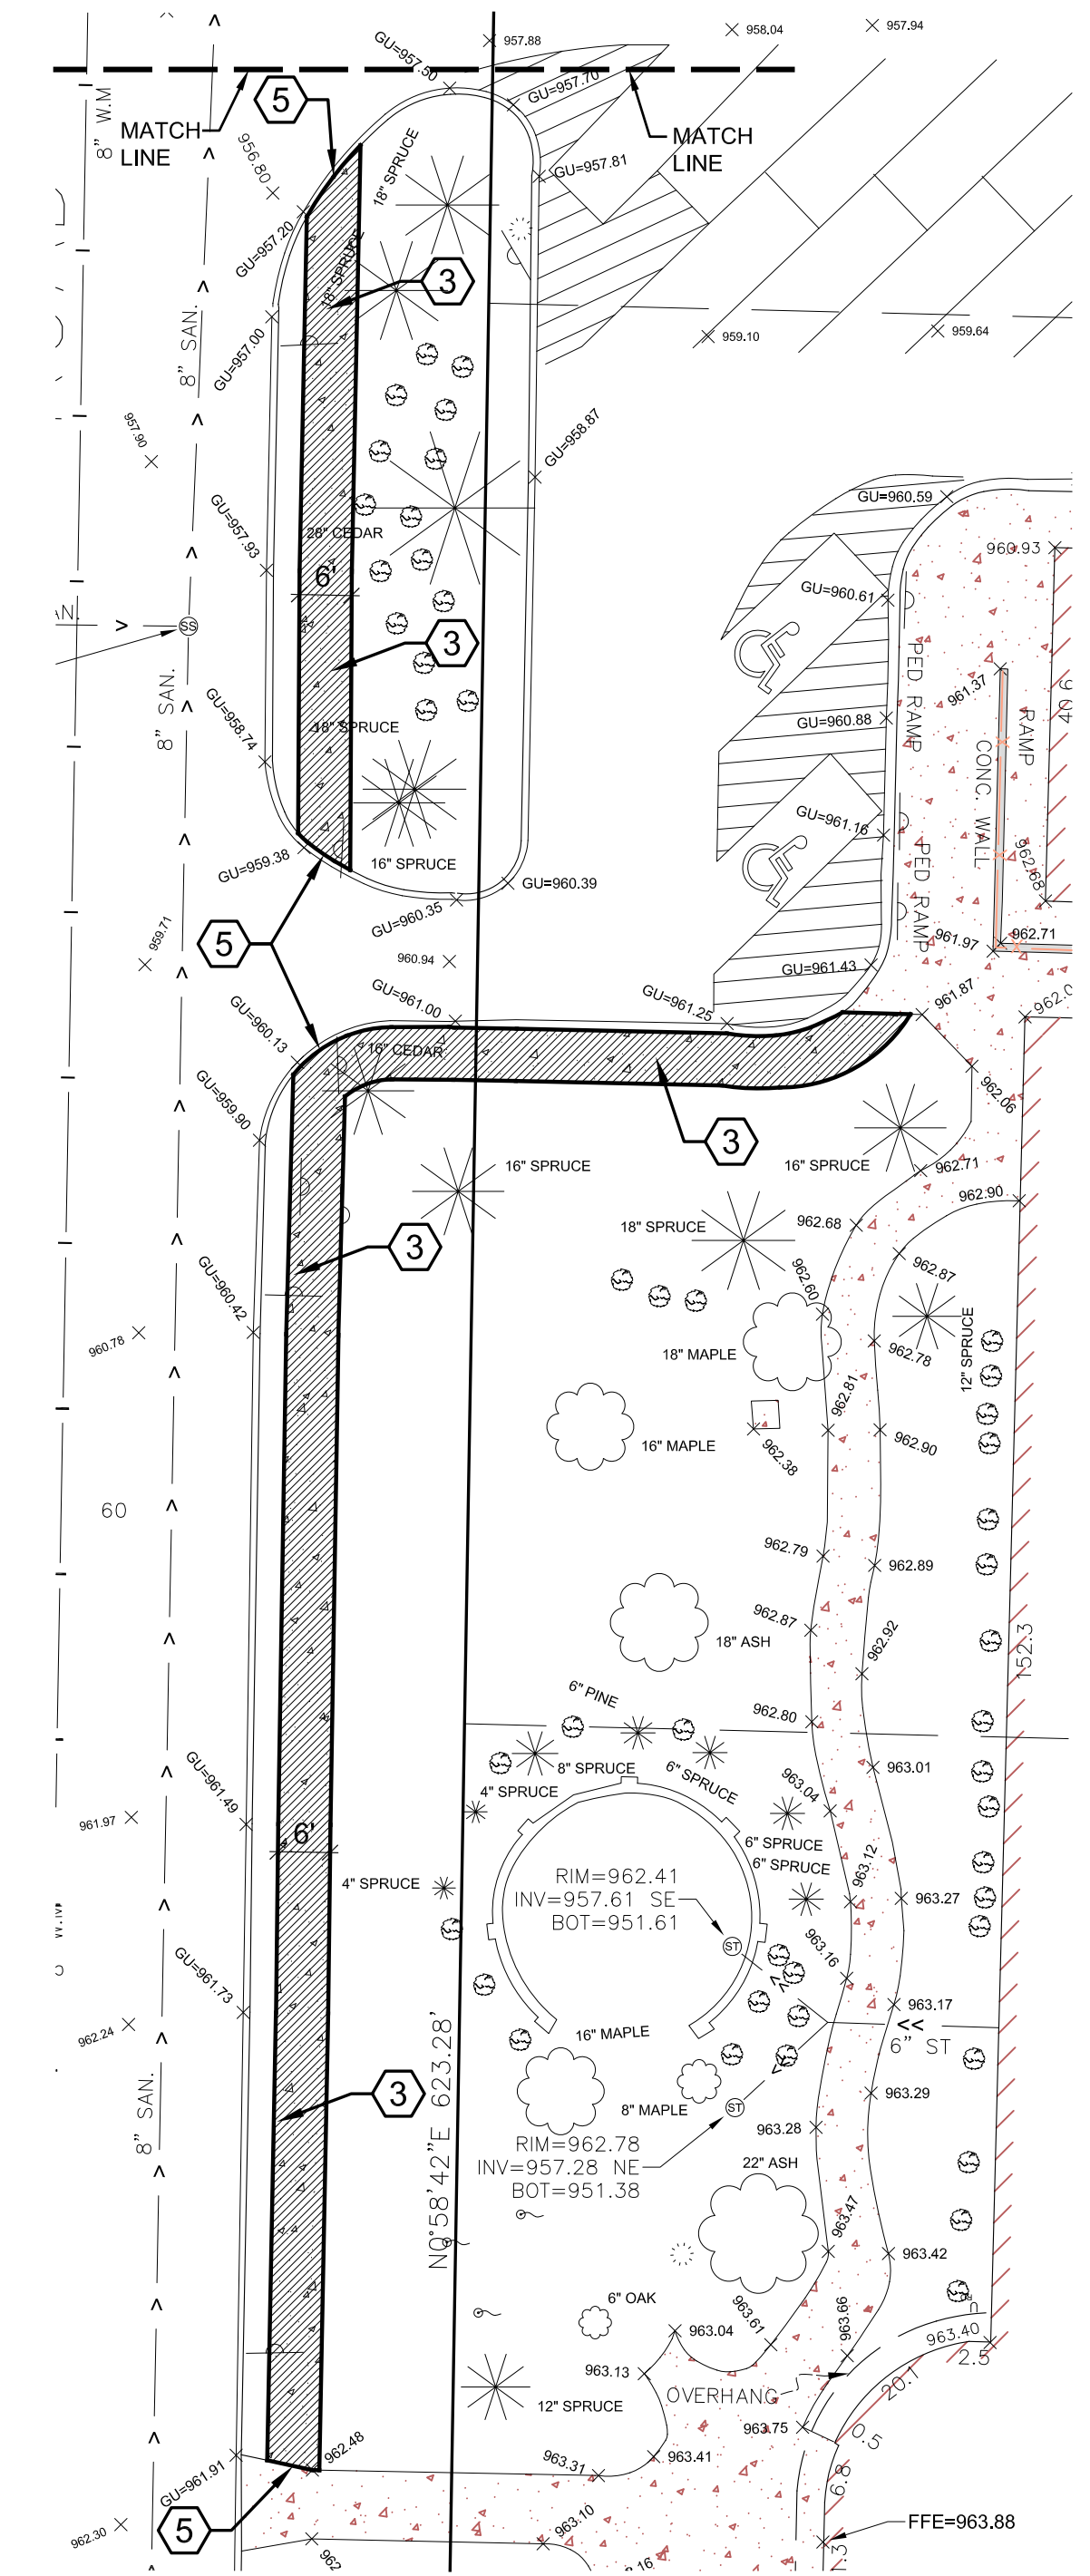 957.88
958.04
957.94
GU=957.50
GU=957.70
5
MATCH
LINE
MATCH
LINE
8" W.M
956.80
18" SPRUCE
GU=957.81
GU=957.20
18" SPRUCE
3
8" SAN.
GU=957.00
959.10
959.64
957.90
GU=958.87
GU=957.93
28" CEDAR
6'
GU=960.59
960.93
GU=960.61
SS
3
PED RAMP
961.37
RAMP
CONC. WALL
8" SAN.
GU=958.74
18" SPRUCE
GU=960.88
GU=961.16
PED RAMP
962.68
GU=959.38
16" SPRUCE
GU=960.39
GU=960.35
959.71
5
960.94
961.97
962.71
GU=961.43
GU=961.00
GU=961.25
961.87
GU=960.13
16" CEDAR
GU=959.90
962.06
3
16" SPRUCE
16" SPRUCE
962.71
962.90
18" SPRUCE
962.68
3
962.60
962.87
GU=960.42
960.78
18" MAPLE
962.78
12" SPRUCE
962.81
16" MAPLE
962.38
962.90
60
962.79
962.89
962.87
18" ASH
962.92
152.3
6" PINE
962.80
8" SPRUCE
6" SPRUCE
963.01
GU=961.49
4" SPRUCE
963.04
961.97
6'
6" SPRUCE
6" SPRUCE
963.12
4" SPRUCE
RIM=962.41
INV=957.61 SE
BOT=951.61
963.27
ST
963.16
GU=961.73
963.17
962.24
16" MAPLE
6" ST
8" SAN.
3
N0°58'42"E 623.28'
8" MAPLE
ST
963.29
963.28
RIM=962.78
INV=957.28 NE
BOT=951.38
22" ASH
963.47
963.42
6" OAK
963.04
963.61
963.66
963.40
2.5
963.13
12" SPRUCE
OVERHANG
20.1
963.75
0.5
962.48
963.31
963.41
6.8
GU=961.91
5
962.30
963.10
FFE=963.88